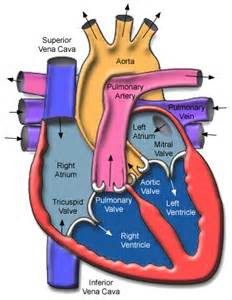 Superior
Vena Cava
Aorta
Pulmonary
Artery
Pulmonary
Vein
Left
Atrium
Mitral
Valve
Right
Atrium
Aortic
Valve
Tricuspid
Valve
Pulmonary
Valve
Left
Ventricle
Right
Ventricle
Inferior
Vena Cava